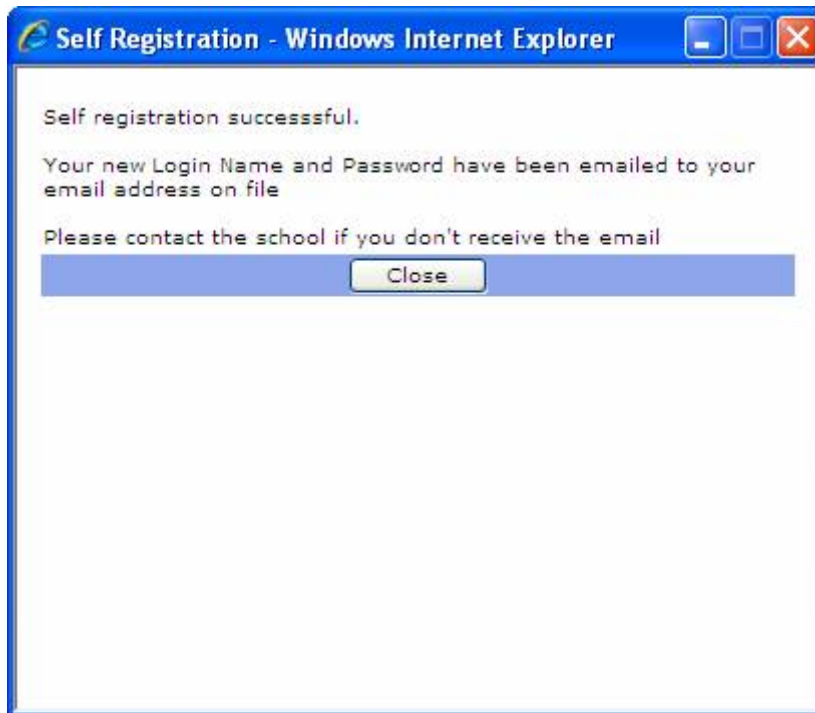 Self Registration - Windows Internet Explorer
Self registration successsful.
Your new Login Name and Password have been emailed to your
email address on file
Please contact the school if you don't receive the email
Close